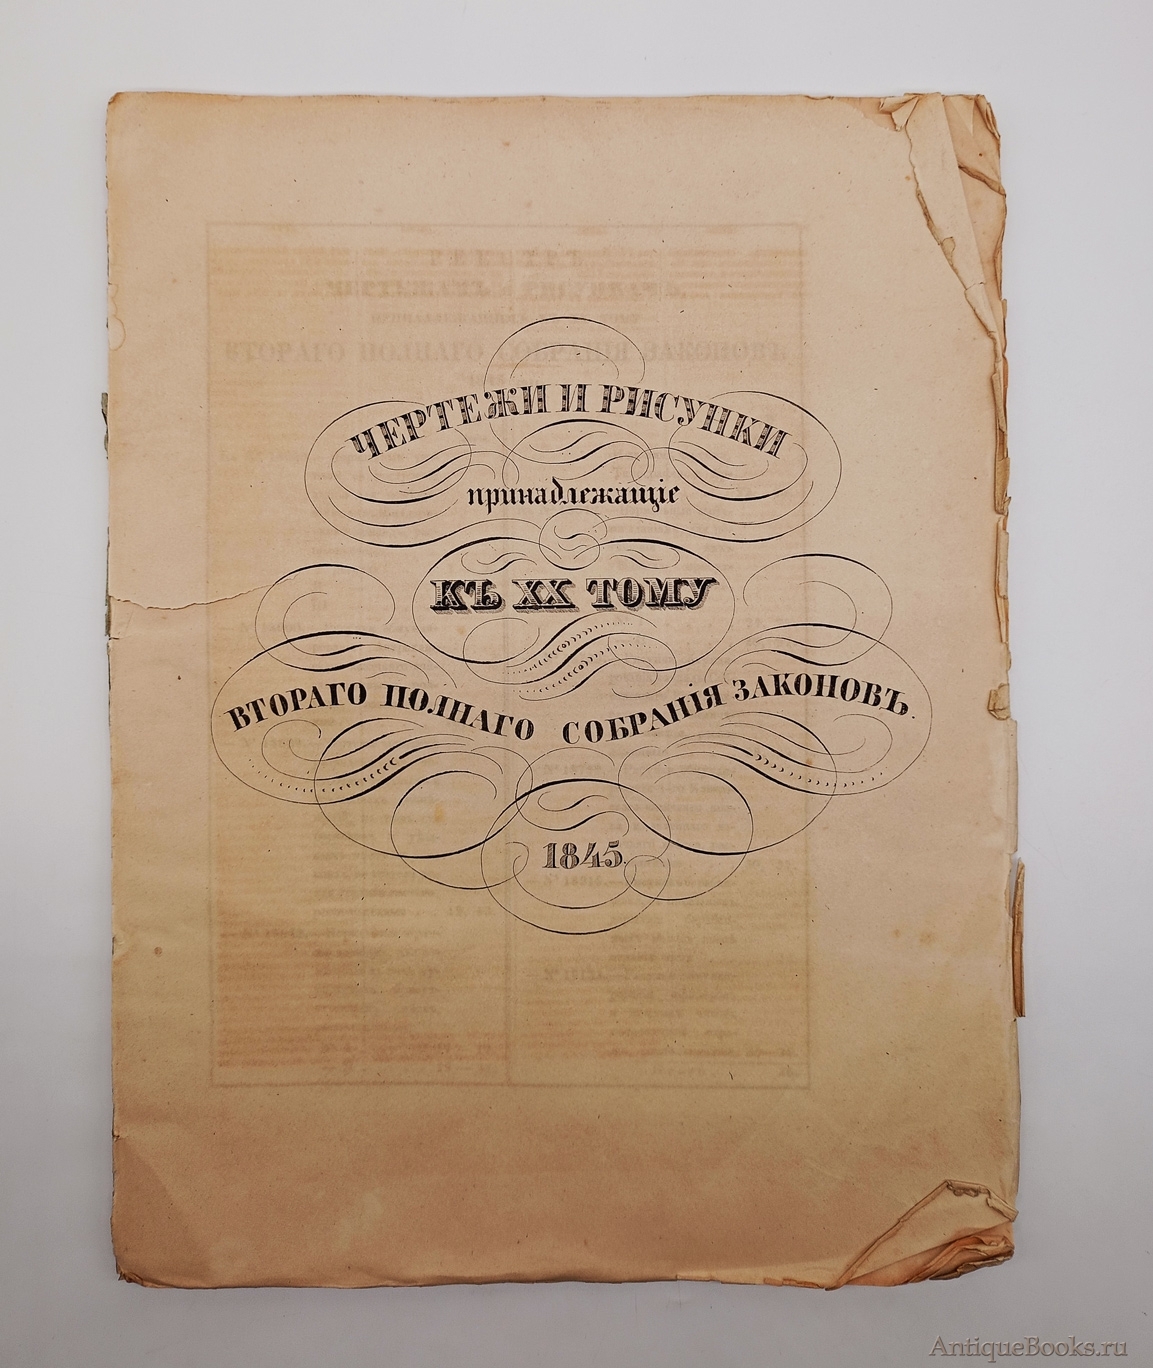 ЧЕРТЕЖИ И РИСУНКИ
принадлежащіе
КЪ XX ТОМУ
ВТОРАГО ПОЛНАГО СОБРАНІЯ ЗАКОНОВЪ.
1845.
AntiqueBooks.ru